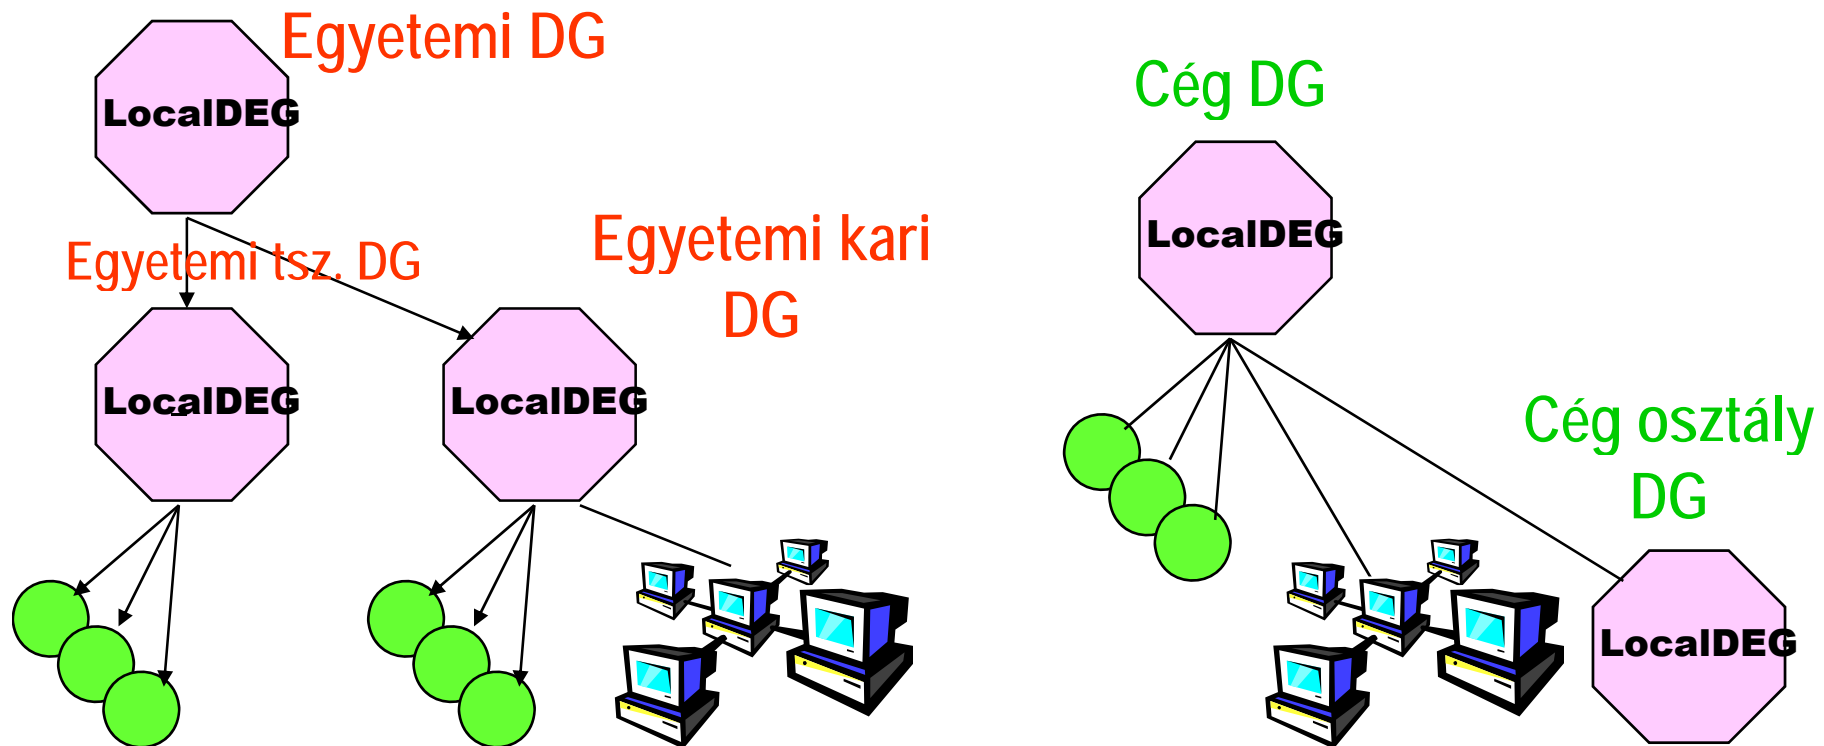 Egyetemi DG
LocalDEG
Egyetemi tsz. DG
Egyetemi kari
DG
LocalDEG
LocalDEG
Cég DG
LocalDEG
Cég osztály
DG
LocalDEG